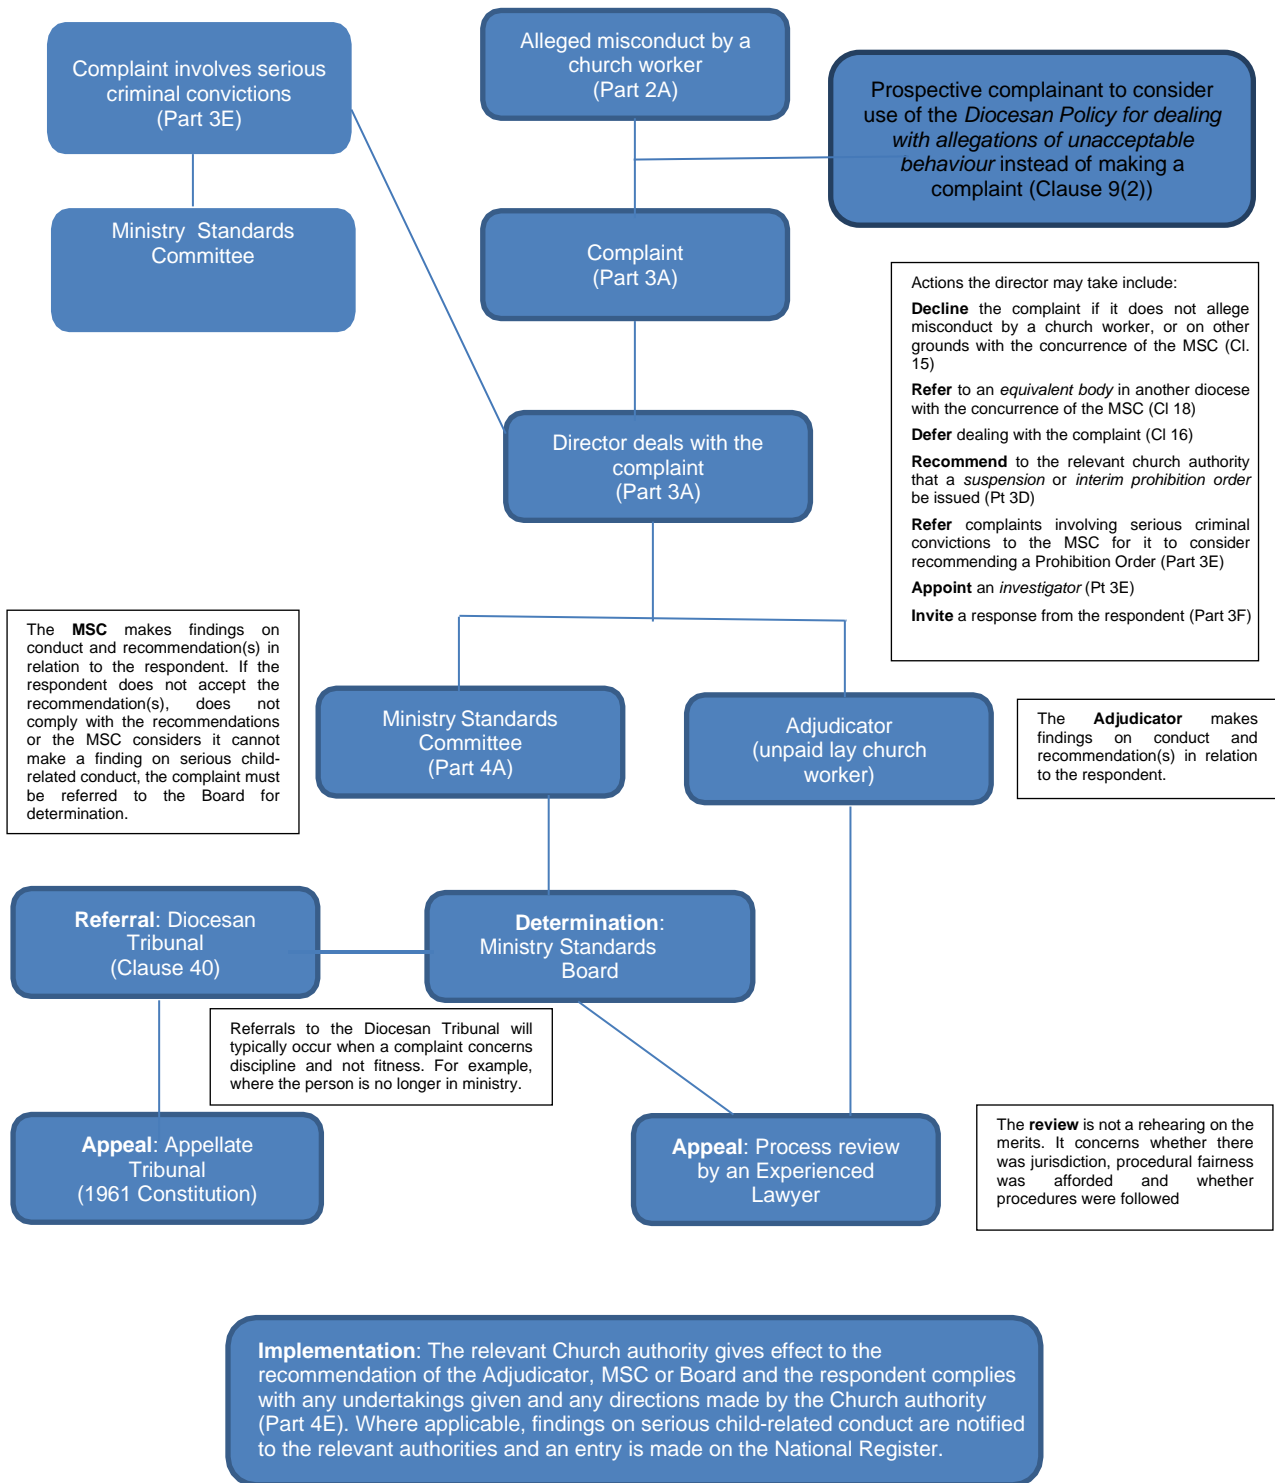 Complaint involves serious
criminal convictions
(Part 3E)
Alleged misconduct by a
church worker
(Part 2A)
Prospective complainant to consider
use of the Diocesan Policy for dealing
with allegations of unacceptable
behaviour instead of making a
complaint (Clause 9(2))
Ministry Standards
Committee
Complaint
(Part 3A)
Actions the director may take include:
Decline the complaint if it does not allege
misconduct by a church worker, or on other
grounds with the concurrence of the MSC (Cl.
15)
Refer to an equivalent body in another diocese
with the concurrence of the MSC (Cl 18)
Defer dealing with the complaint (Cl 16)
Recommend to the relevant church authority
that a suspension or interim prohibition order
be issued (Pt 3D)
Refer complaints involving serious criminal
convictions to the MSC for it to consider
recommending a Prohibition Order (Part 3E)
Appoint an investigator (Pt 3E)
Invite a response from the respondent (Part 3F)
Director deals with the
complaint
(Part 3A)
The MSC makes findings on
conduct and recommendation(s) in
relation to the respondent. If the
respondent does not accept the
recommendation(s), does not
comply with the recommendations
or the MSC considers it cannot
make a finding on serious child-
related conduct, the complaint must
be referred to the Board for
determination.
Ministry Standards
Committee
(Part 4A)
Adjudicator
(unpaid lay church
worker)
The Adjudicator makes
findings on conduct and
recommendation(s) in relation
to the respondent.
Referral: Diocesan
Tribunal
(Clause 40)
Determination:
Ministry Standards
Board
Referrals to the Diocesan Tribunal will
typically occur when a complaint concerns
discipline and not fitness. For example,
where the person is no longer in ministry.
Appeal: Appellate
Tribunal
(1961 Constitution)
Appeal: Process review
by an Experienced
Lawyer
The review is not a rehearing on the
merits. It concerns whether there
was jurisdiction, procedural fairness
was afforded and whether
procedures were followed
Implementation: The relevant Church authority gives effect to the
recommendation of the Adjudicator, MSC or Board and the respondent complies
with any undertakings given and any directions made by the Church authority
(Part 4E). Where applicable, findings on serious child-related conduct are notified
to the relevant authorities and an entry is made on the National Register.